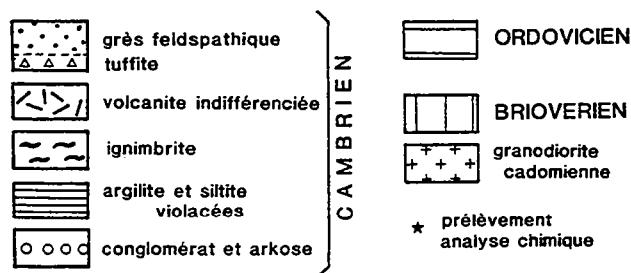 grès feldspathique
tuffite
volcanite indifférenciée
ignimbrite
argilite et siltite
violacées
conglomérat et arkose
CAMBRIEN
ORDOVICIEN
BRIOVERIEN
granodiorite
cadomienne
prélèvement
analyse chimique